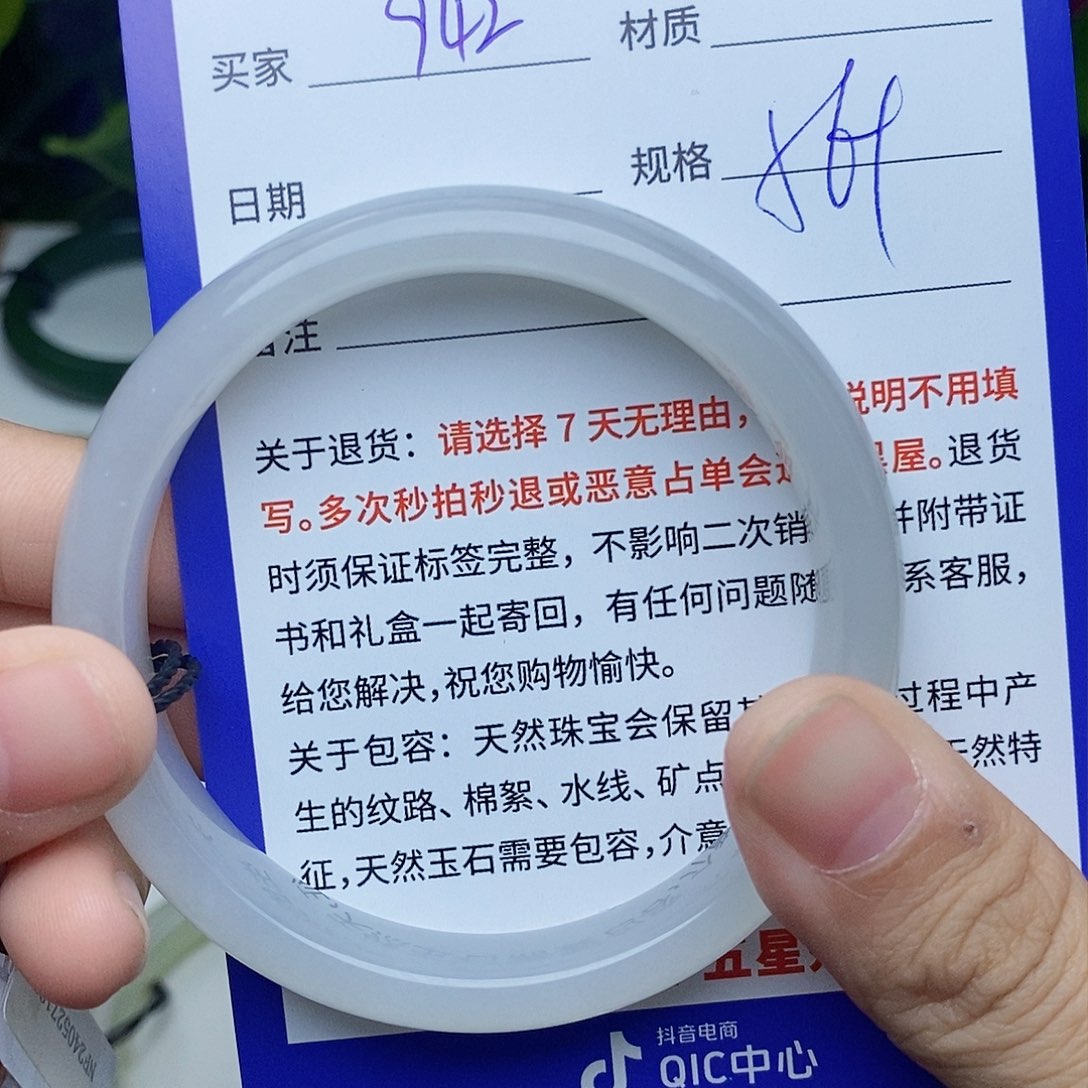 买家 942 材质
日期 规格
备注
关于退货：请选择7天无理由，说明不用填
写。多次秒拍秒退或恶意占单会 屋。退货
时须保证标签完整，不影响二次销 并附带证
书和礼盒一起寄回，有任何问题随 系客服，
给您解决，祝您购物愉快。
关于包容：天然珠宝会保留 过程中产
生的纹路、棉絮、水线、矿点 天然特
征，天然玉石需要包容，介意
五星
抖音电商
QIC中心